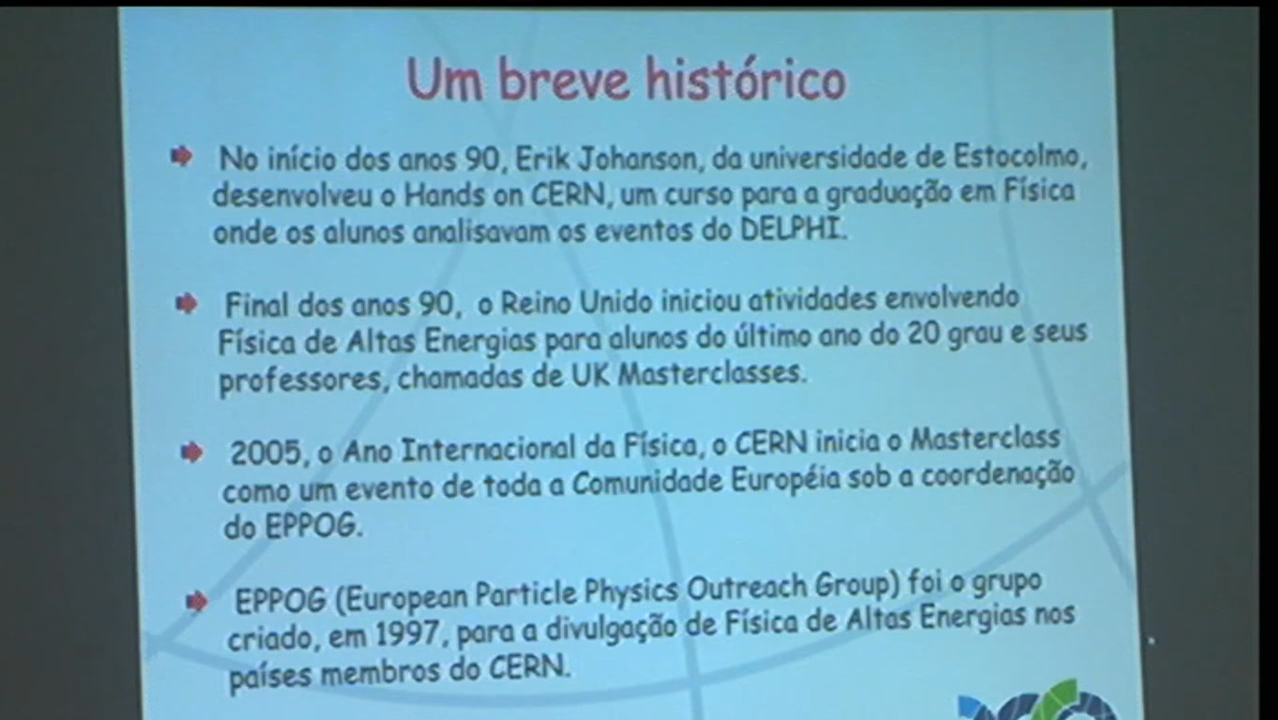 Um breve histórico
No início dos anos 90, Erik Johanson, da universidade de Estocolmo,
desenvolveu o Hands on CERN, um curso para a graduação em Física
onde os alunos analisavam os eventos do DELPHI.
Final dos anos 90, o Reino Unido iniciou atividades envolvendo
Física de Altas Energias para alunos do último ano do 20 grau e seus
professores, chamadas de UK Masterclasses.
2005, o Ano Internacional da Física, o CERN inicia o Masterclass
como um evento de toda a Comunidade Européia sob a coordenação
do EPPOG.
EPPOG (European Particle Physics Outreach Group) foi o grupo
criado, em 1997, para a divulgação de Física de Altas Energias nos
países membros do CERN.